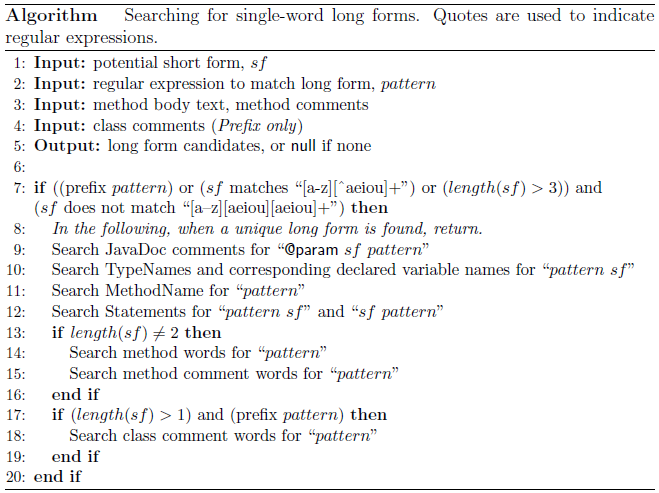 Algorithm Searching for single-word long forms. Quotes are used to indicate
regular expressions.
1: Input: potential short form, sf
2: Input: regular expression to match long form, pattern
3: Input: method body text, method comments
4: Input: class comments (Prefix only)
5: Output: long form candidates, or null if none
6:
7: if ((prefix pattern) or (sf matches “[a-z][^aeiou]+”) or (length(sf) > 3)) and
(sf does not match “[a–z][aeiou][aeiou]+”) then
8: In the following, when a unique long form is found, return.
9: Search JavaDoc comments for “@param sf pattern”
10: Search TypeNames and corresponding declared variable names for “pattern sf”
11: Search MethodName for “pattern”
12: Search Statements for “pattern sf” and “sf pattern”
13: if length(sf) ≠ 2 then
14: Search method words for “pattern”
15: Search method comment words for “pattern”
16: end if
17: if (length(sf) > 1) and (prefix pattern) then
18: Search class comment words for “pattern”
19: end if
20: end if